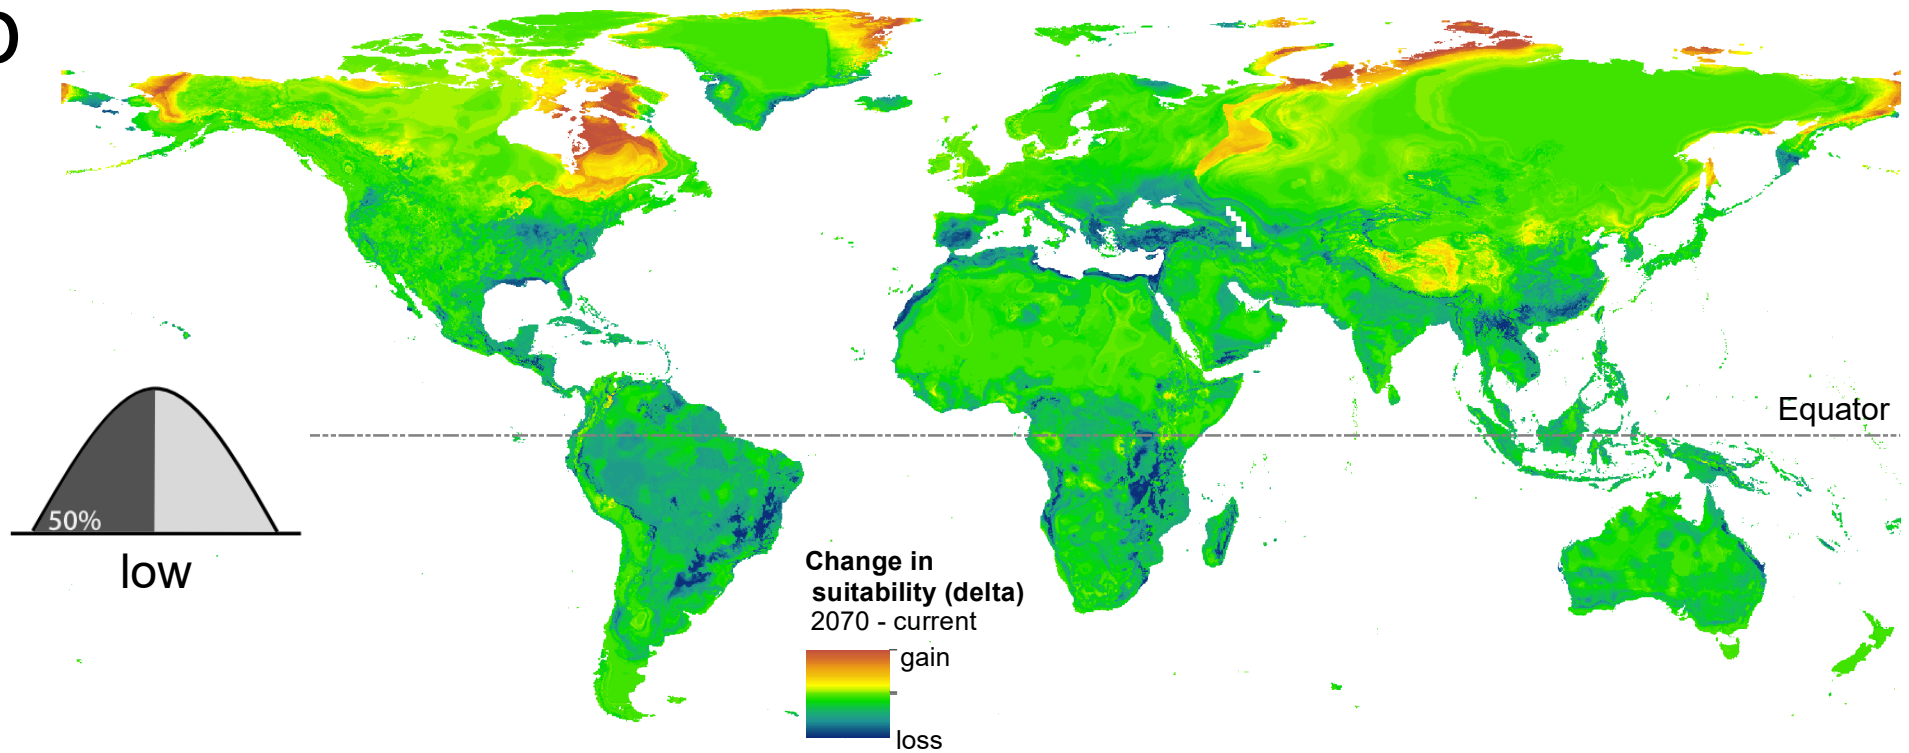 50%
low
Equator
Change in
suitability (delta)
2070 - current
gain
loss